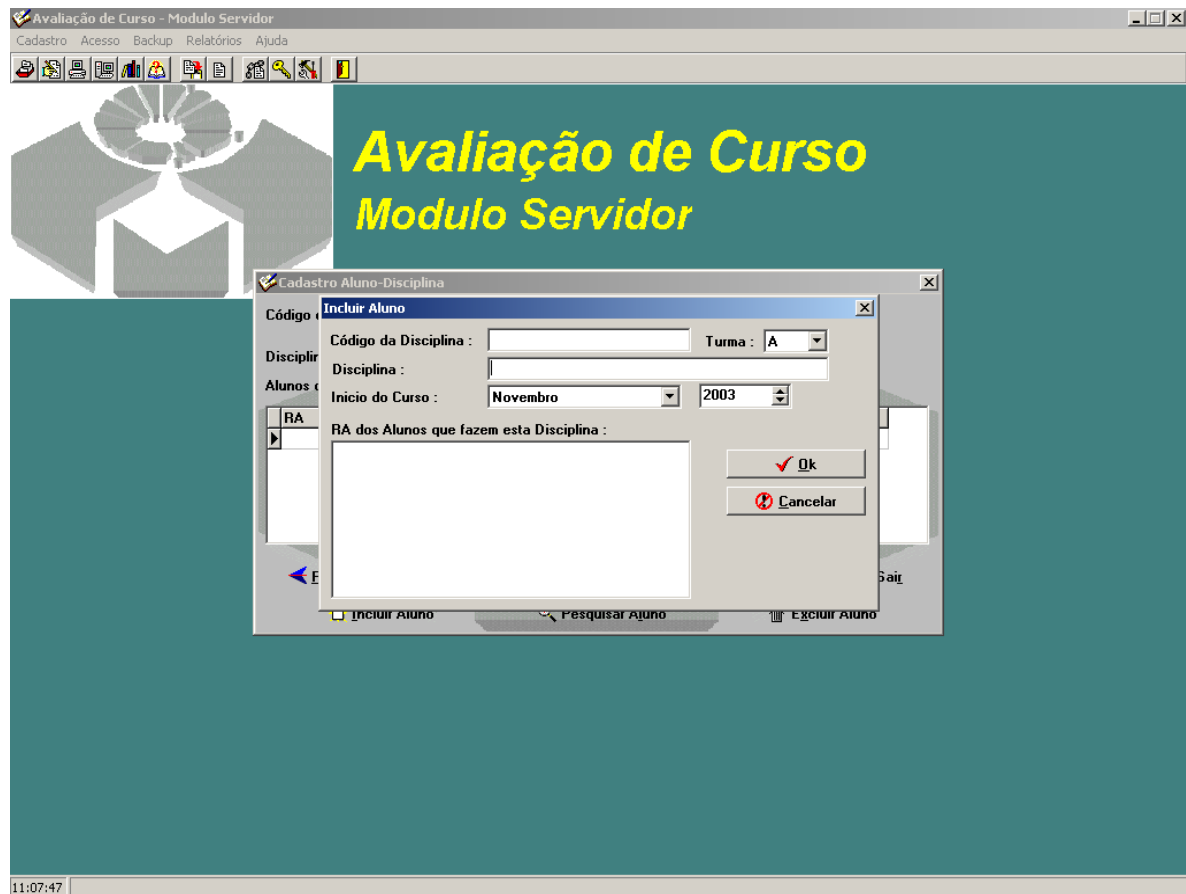 Avaliação de Curso - Modulo Servidor
Cadastro Acesso Backup Relatórios Ajuda
Avaliação de Curso
Modulo Servidor
Cadastro Aluno-Disciplina
Código
Incluir Aluno
Código da Disciplina :
Turma : A
Disciplina :
Inicio do Curso : Novembro 2003
Alunos
RA
RA dos Alunos que fazem esta Disciplina :
Ok
Cancelar
Sair
Incluir Aluno Pesquisar Aluno Excluir Aluno
11:07:47